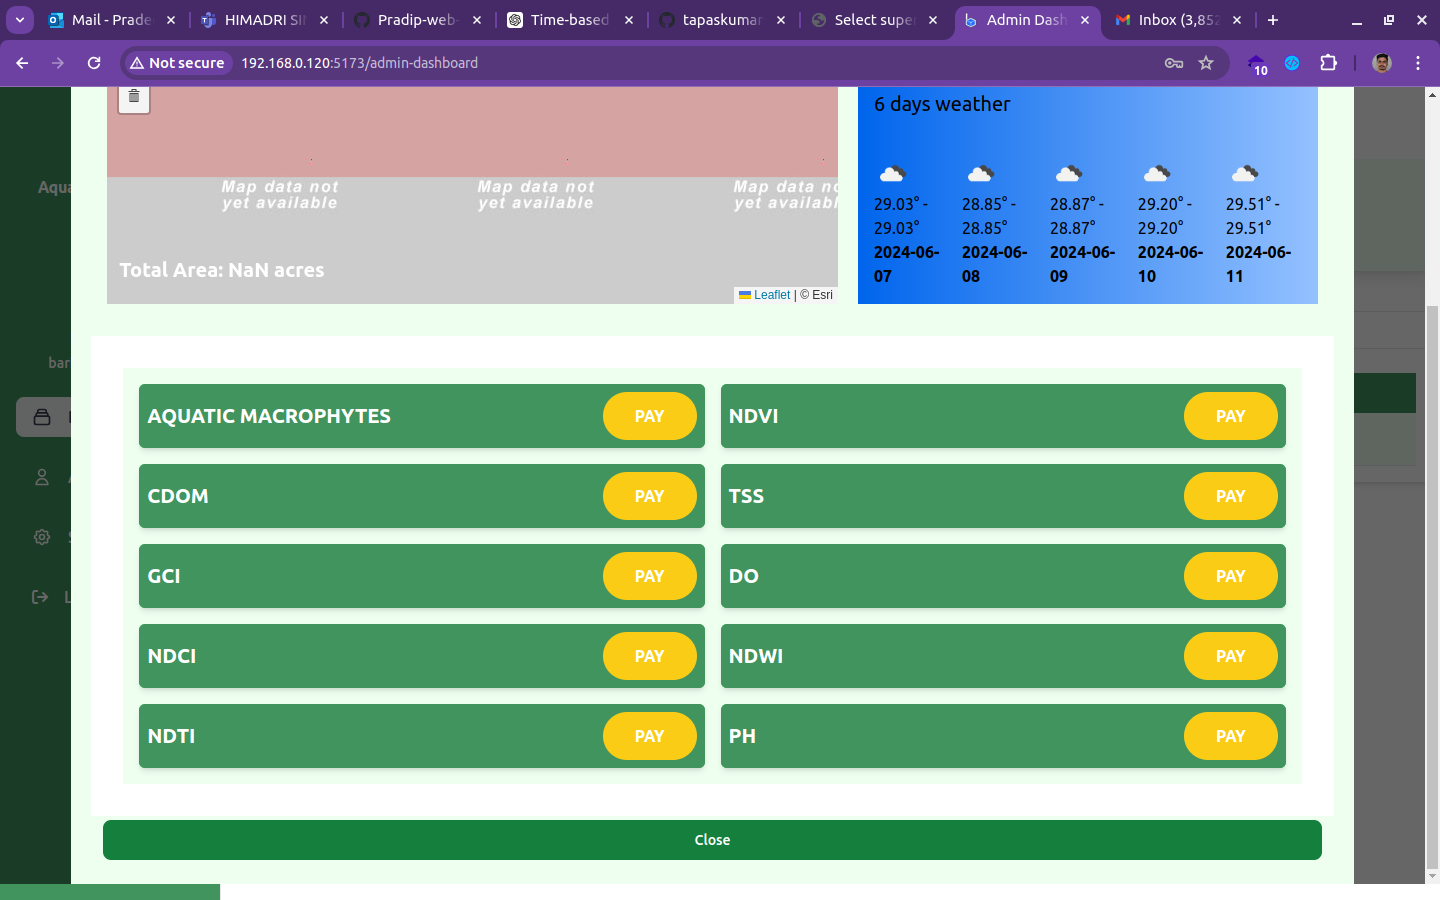 Mail - Prade
HIMADRI SI
Pradip-web-
Time-based
tapaskumar
Select super
Admin Dash
Inbox (3,852
Not secure
192.168.0.120:5173/admin-dashboard
10
6 days weather
Aqua
Map data not
yet available
Map data not
yet available
Map data no
yet availabl
29.03° -
29.03°
2024-06-
07
28.85° -
28.85°
2024-06-
08
28.87° -
28.87°
2024-06-
09
29.20° -
29.20°
2024-06-
10
29.51° -
29.51°
2024-06-
11
Total Area: NaN acres
Leaflet | © Esri
bar
AQUATIC MACROPHYTES PAY
NDVI PAY
CDOM PAY
TSS PAY
GCI PAY
DO PAY
NDCI PAY
NDWI PAY
NDTI PAY
PH PAY
Close